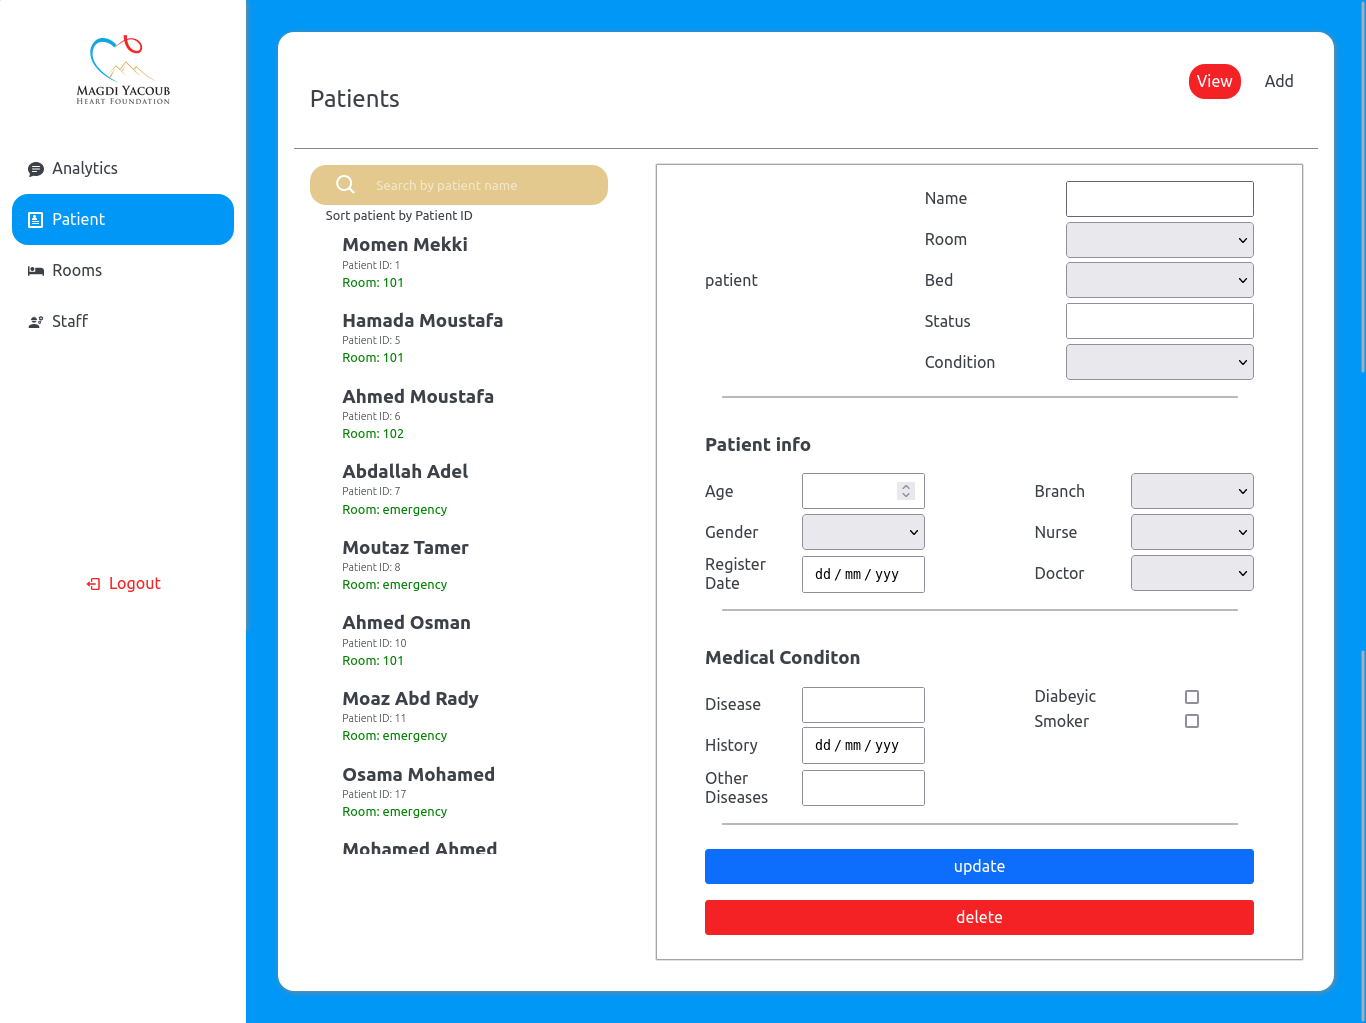 MAGDI YACOUB
HEART FOUNDATION
Analytics
Patient
Rooms
Staff
Logout
Patients
View
Add
Search by patient name
Sort patient by Patient ID
Momen Mekki
Patient ID: 1
Room: 101
Hamada Moustafa
Patient ID: 5
Room: 101
Ahmed Moustafa
Patient ID: 6
Room: 102
Abdallah Adel
Patient ID: 7
Room: emergency
Moutaz Tamer
Patient ID: 8
Room: emergency
Ahmed Osman
Patient ID: 10
Room: 101
Moaz Abd Rady
Patient ID: 11
Room: emergency
Osama Mohamed
Patient ID: 17
Room: emergency
Mohamed Ahmed
patient
Name
Room
Bed
Status
Condition
Patient info
Age
Gender
Register
Date
dd / mm / yyy
Branch
Nurse
Doctor
Medical Conditon
Disease
History
dd / mm / yyy
Other
Diseases
Diabeyic
Smoker
update
delete